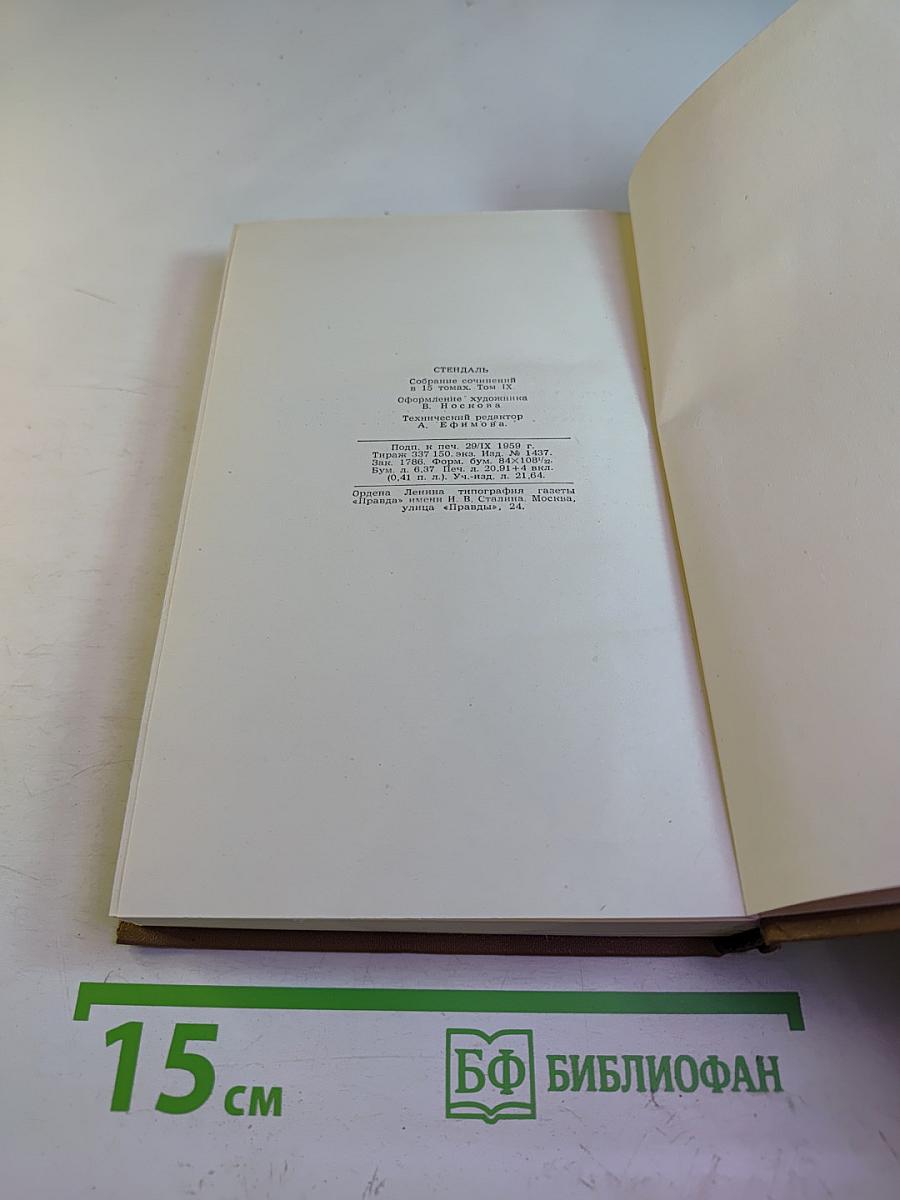 СТЕНДАЛЬ
Собрание сочинений
в 15 томах. Том IX.
Оформление художника
В. Носкова
Технический редактор
А. Ефимова.
Подп. к печ. 29/IX 1959 г.
Тираж 337 150. экз. Изд. № 1437.
Зак. 1786. Форм. бум. 84×108¹/₃₂.
Бум. л. 6,37. Печ. л. 20,91+4 вкл.
(0,41 п. л.). Уч.-изд. л. 21,64.
Ордена Ленина типография газеты
«Правда» имени И. В. Сталина. Москва,
улица «Правды», 24.
15 см
БФ БИБЛИОФАН